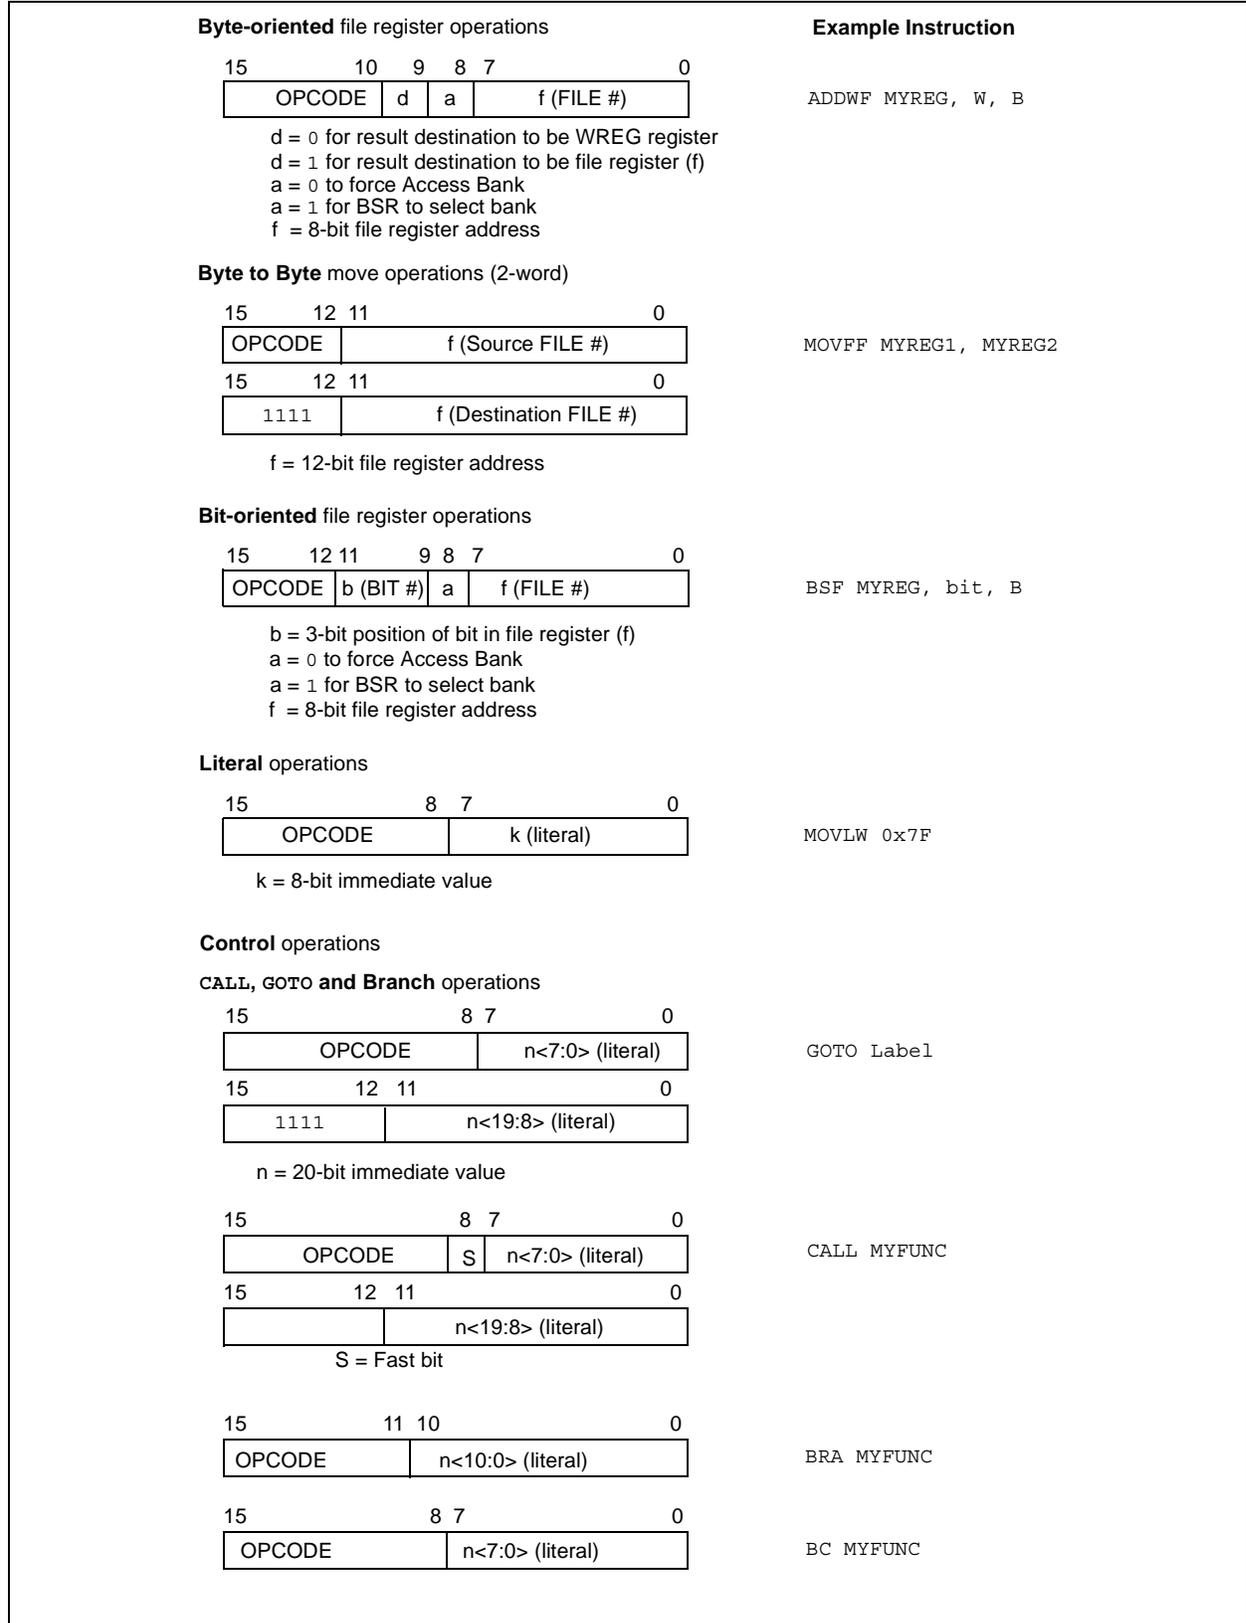 Byte-oriented file register operations Example Instruction
15 10 9 8 7 0
OPCODE d a f (FILE #) ADDWF MYREG, W, B
d = 0 for result destination to be WREG register
d = 1 for result destination to be file register (f)
a = 0 to force Access Bank
a = 1 for BSR to select bank
f = 8-bit file register address
Byte to Byte move operations (2-word)
15 12 11 0
OPCODE f (Source FILE #) MOVFF MYREG1, MYREG2
15 12 11 0
1111 f (Destination FILE #)
f = 12-bit file register address
Bit-oriented file register operations
15 12 11 9 8 7 0
OPCODE b (BIT #) a f (FILE #) BSF MYREG, bit, B
b = 3-bit position of bit in file register (f)
a = 0 to force Access Bank
a = 1 for BSR to select bank
f = 8-bit file register address
Literal operations
15 8 7 0
OPCODE k (literal) MOVLW 0x7F
k = 8-bit immediate value
Control operations
CALL, GOTO and Branch operations
15 8 7 0
OPCODE n<7:0> (literal) GOTO Label
15 12 11 0
1111 n<19:8> (literal)
n = 20-bit immediate value
15 8 7 0
OPCODE S n<7:0> (literal) CALL MYFUNC
15 12 11 0
n<19:8> (literal)
S = Fast bit
15 11 10 0
OPCODE n<10:0> (literal) BRA MYFUNC
15 8 7 0
OPCODE n<7:0> (literal) BC MYFUNC